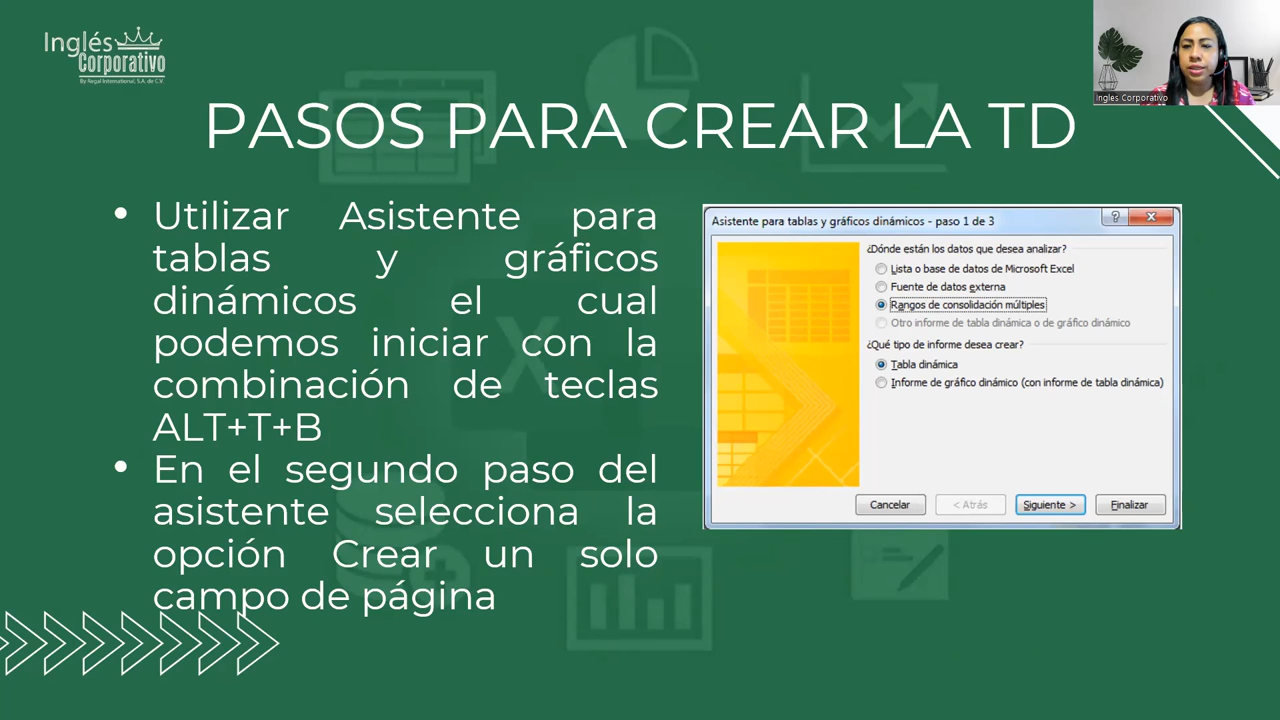 Inglés
Corporativo
By Regal International, S.A. de C.V.
Ingles Corporativo
PASOS PARA CREAR LA TD
• Utilizar Asistente para
tablas y gráficos
dinámicos el cual
podemos iniciar con la
combinación de teclas
ALT+T+B
• En el segundo paso del
asistente selecciona la
opción Crear un solo
campo de página
Asistente para tablas y gráficos dinámicos - paso 1 de 3
¿Dónde están los datos que desea analizar?
Lista o base de datos de Microsoft Excel
Fuente de datos externa
Rangos de consolidación múltiples
Otro informe de tabla dinámica o de gráfico dinámico
¿Qué tipo de informe desea crear?
Tabla dinámica
Informe de gráfico dinámico (con informe de tabla dinámica)
Cancelar
< Atrás
Siguiente >
Finalizar